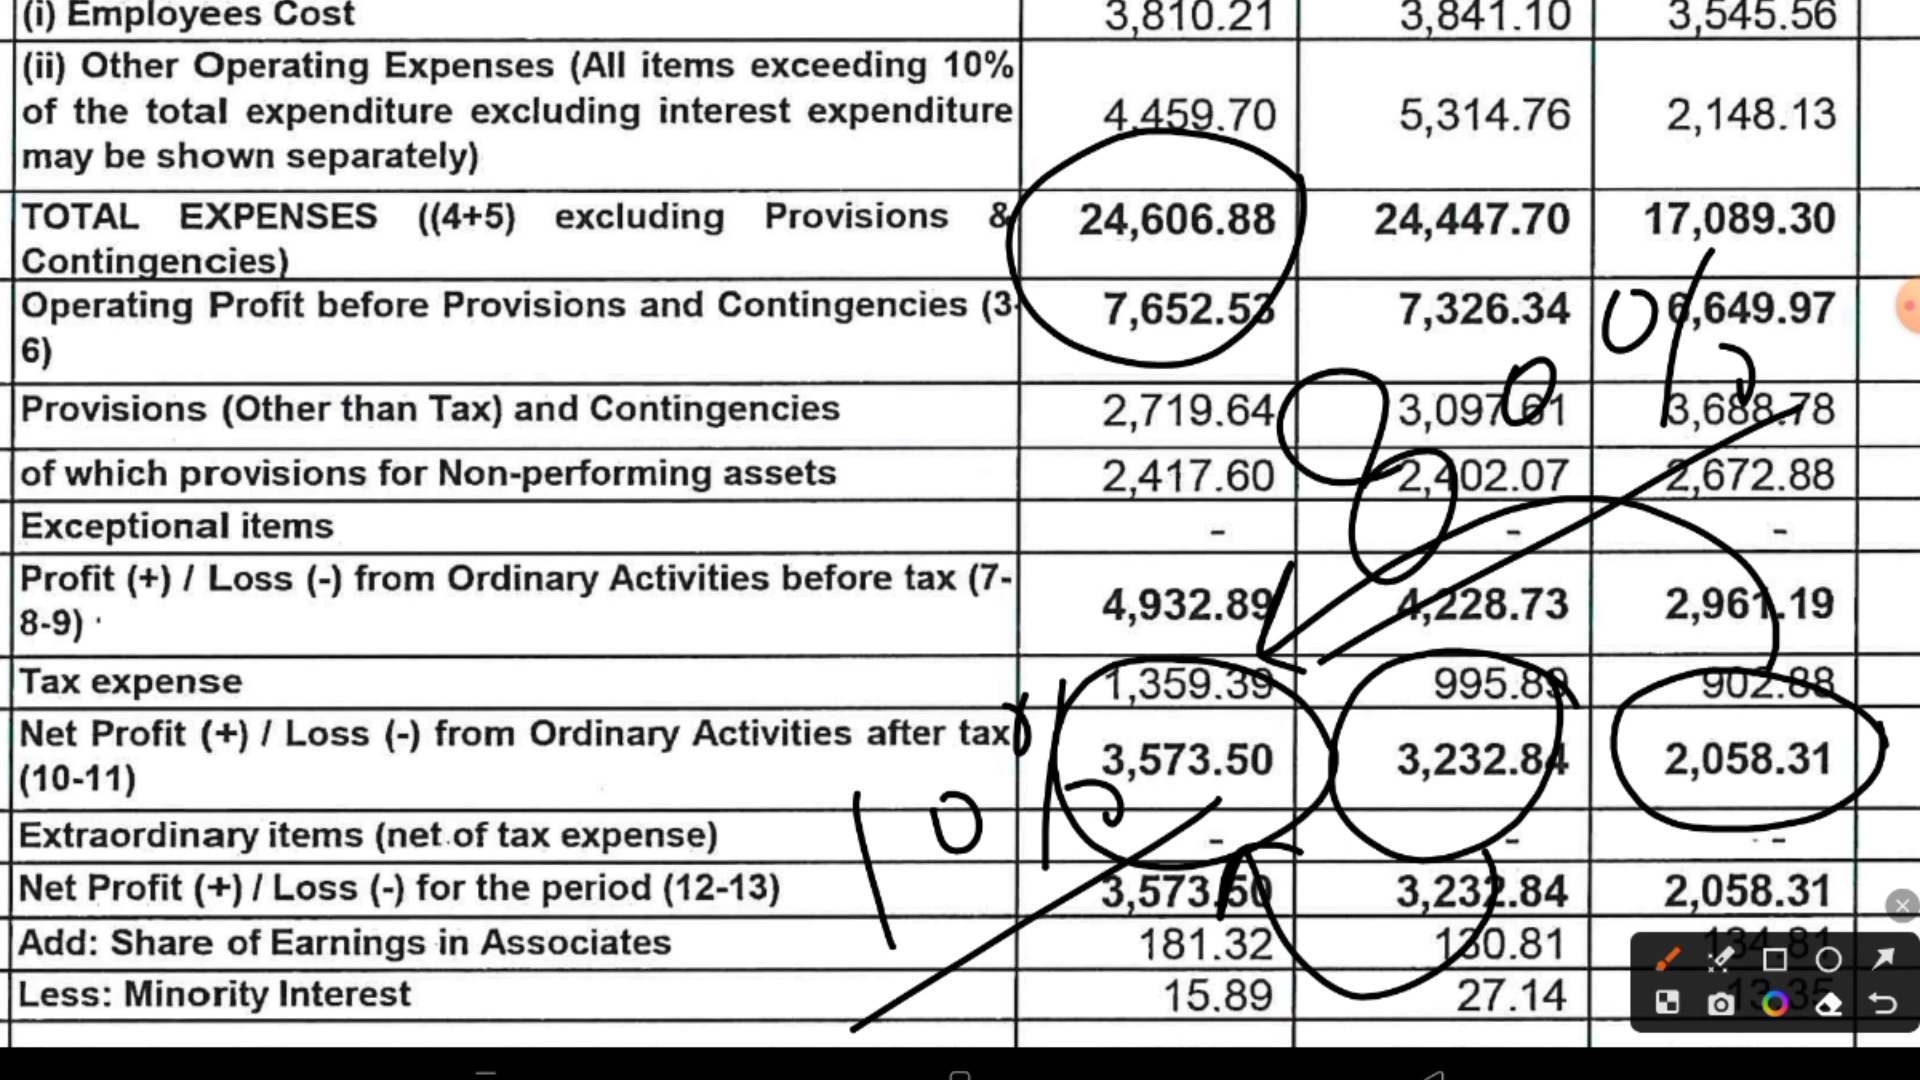 (i) Employees Cost 3,810.21 3,841.10 3,545.56
(ii) Other Operating Expenses (All items exceeding 10% of the total expenditure excluding interest expenditure may be shown separately) 4,459.70 5,314.76 2,148.13
TOTAL EXPENSES ((4+5) excluding Provisions & Contingencies) 24,606.88 24,447.70 17,089.30
Operating Profit before Provisions and Contingencies (3-6) 7,652.53 7,326.34 6,649.97
Provisions (Other than Tax) and Contingencies 2,719.64 3,097.61 3,688.78
of which provisions for Non-performing assets 2,417.60 2,402.07 2,672.88
Exceptional items - - -
Profit (+) / Loss (-) from Ordinary Activities before tax (7-8-9) 4,932.89 4,228.73 2,961.19
Tax expense 1,359.39 995.89 902.88
Net Profit (+) / Loss (-) from Ordinary Activities after tax (10-11) 3,573.50 3,232.84 2,058.31
Extraordinary items (net of tax expense) - - -
Net Profit (+) / Loss (-) for the period (12-13) 3,573.50 3,232.84 2,058.31
Add: Share of Earnings in Associates 181.32 130.81 134.81
Less: Minority Interest 15.89 27.14 13.35